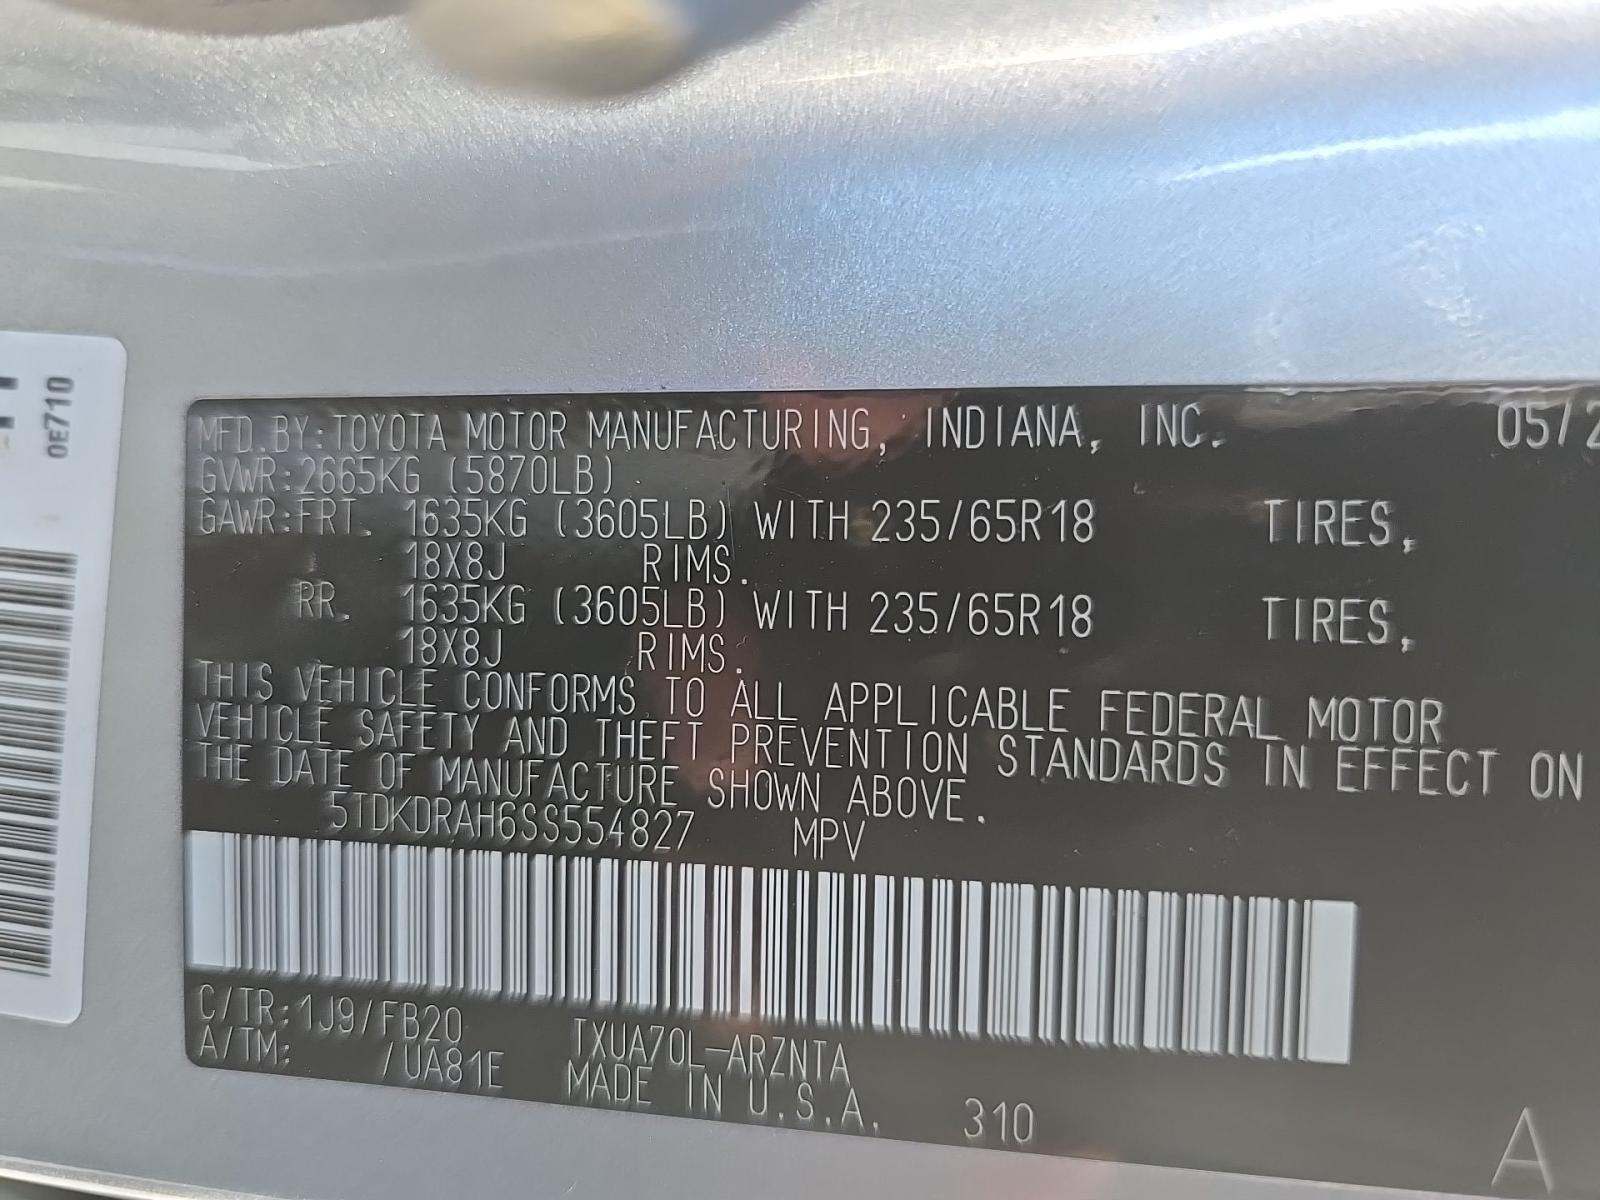 0E710
MFD.BY:TOYOTA MOTOR MANUFACTURING, INDIANA, INC. 05/2
GVWR:2665KG (5870LB)
GAWR:FRT. 1635KG (3605LB) WITH 235/65R18 TIRES,
18X8J RIMS.
RR. 1635KG (3605LB) WITH 235/65R18 TIRES,
18X8J RIMS.
THIS VEHICLE CONFORMS TO ALL APPLICABLE FEDERAL MOTOR
VEHICLE SAFETY AND THEFT PREVENTION STANDARDS IN EFFECT ON
THE DATE OF MANUFACTURE SHOWN ABOVE.
5TDKDRAH6SS554827 MPV
C/TR:1J9/FB20 TXUA70L-ARZNTA
A/TM: /UA81E MADE IN U.S.A. 310
A